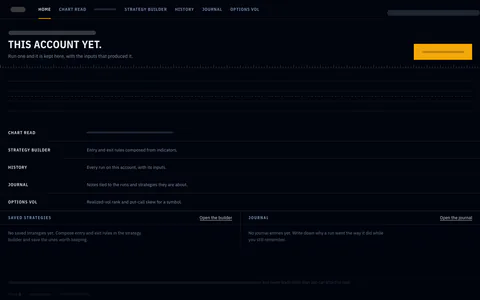 HOME CHART READ STRATEGY BUILDER HISTORY JOURNAL OPTIONS VOL
THIS ACCOUNT YET.
Run one and it is kept here, with the inputs that produced it.
CHART READ
STRATEGY BUILDER Entry and exit rules composed from indicators.
HISTORY Every run on this account, with its inputs.
JOURNAL Notes tied to the runs and strategies they are about.
OPTIONS VOL Realized vol rank and put-call skew for a symbol.
SAVED STRATEGIES Open the builder
No saved strategies yet. Compose entry and exit rules in the strategy
builder and save the ones worth keeping.
JOURNAL Open the journal
No journal entries yet. Write down why a run went the way it did while
you still remember.